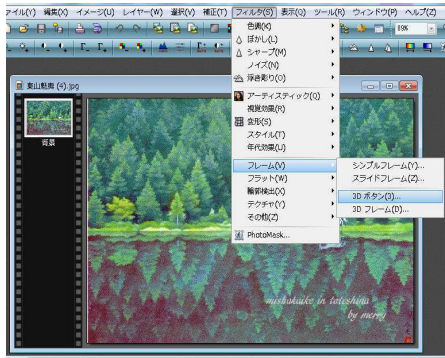 ファイル(Y) 編集(X) イメージ(U) レイヤー(W) 選択(V) 補正(T) フィルタ(S) 表示(O) ツール(R) ウィンドウ(P) ヘルプ(Z)
89%
色調(K)
ぼかし(L)
シャープ(M)
ノイズ(N)
浮き彫り(O)
アーティスティック(Q)
視覚効果(R)
変形(S)
スタイル(T)
年代効果(U)
フレーム(V)
フラット(W)
輪郭検出(X)
テクチャ(Y)
その他(Z)
PhotoMask...
シンプルフレーム(Y)...
スライドフレーム(Z)...
3D ボタン(3)...
3D フレーム(D)...
(4).jpg
背景
mishakaike in tateshina
by merry